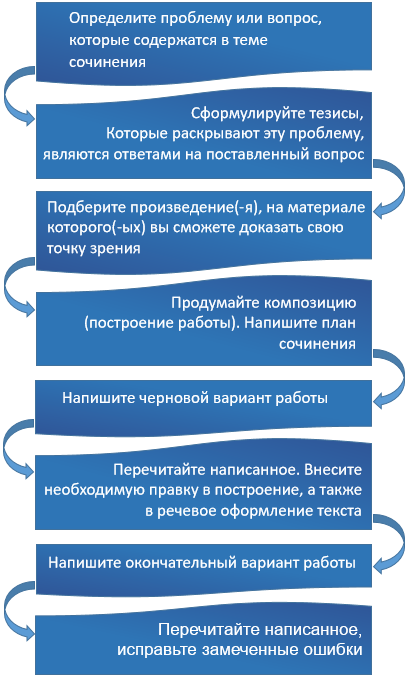 Определите проблему или вопрос,
которые содержатся в теме
сочинения
Сформулируйте тезисы,
Которые раскрывают эту проблему,
являются ответами на поставленный вопрос
Подберите произведение(-я), на материале
которого(-ых) вы сможете доказать свою
точку зрения
Продумайте композицию
(построение работы). Напишите план
сочинения
Напишите черновой вариант работы
Перечитайте написанное. Внесите
необходимую правку в построение, а также
в речевое оформление текста
Напишите окончательный вариант работы
Перечитайте написанное,
исправьте замеченные ошибки